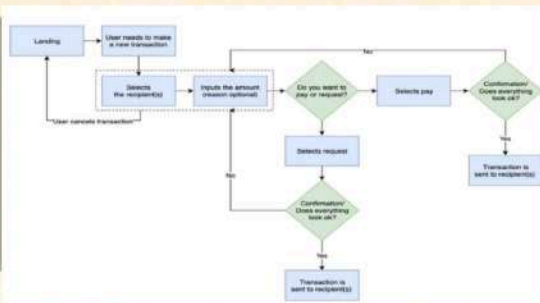 Landing
User needs to make
a new transaction
No
Selects
the recipient(s)
Inputs the amount
(reason optional)
Do you want to
pay or request?
Selects pay
Confirmation/
Does everything
look ok?
User cancels transaction
Yes
Selects request
Transaction is
sent to recipient(s)
No
Confirmation/
Does everything
look ok?
Yes
Transaction is
sent to recipient(s)